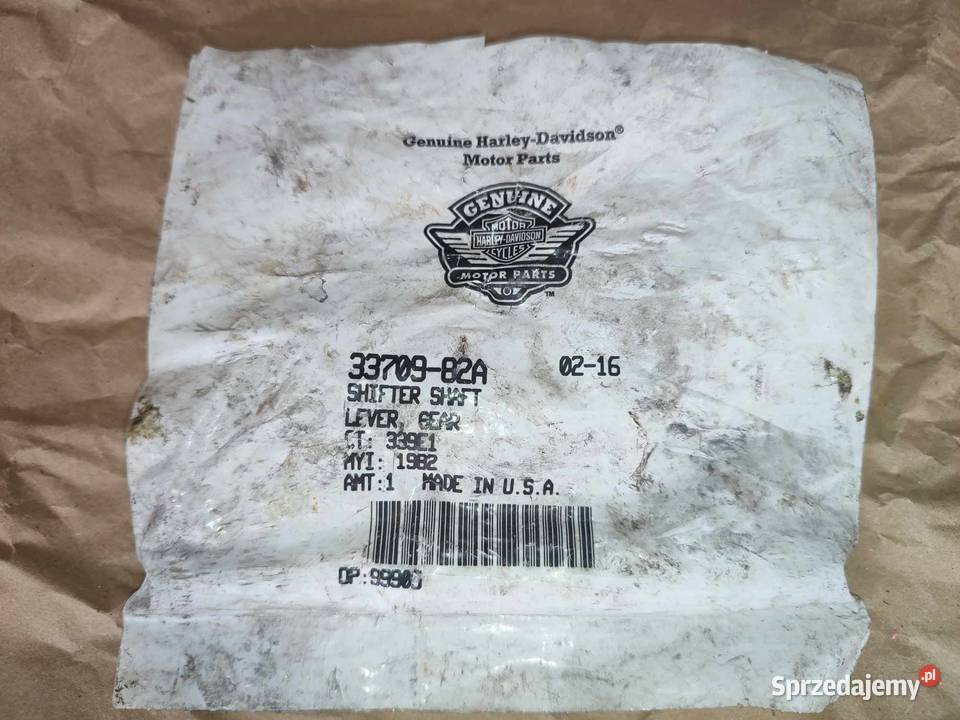 Genuine Harley-Davidson®
Motor Parts
GENUINE
MOTOR
HARLEY-DAVIDSON
CYCLES
MOTOR PARTS
TM
33709-82A 02-16
SHIFTER SHAFT
LEVER, GEAR
CT: 339E1
MYI: 1982
AMT:1 MADE IN U.S.A.
OP:99900
Sprzedajemy.pl